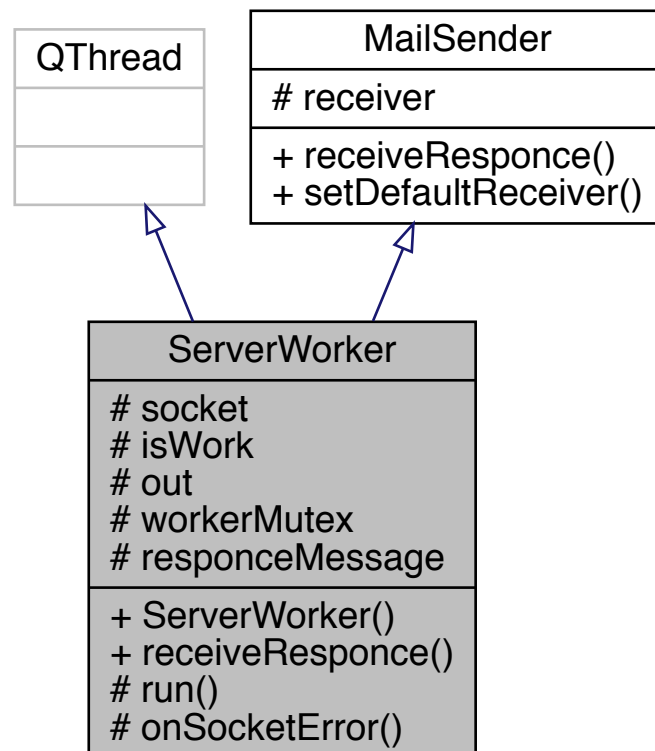 QThread
MailSender
# receiver
+ receiveResponce()
+ setDefaultReceiver()
ServerWorker
# socket
# isWork
# out
# workerMutex
# responceMessage
+ ServerWorker()
+ receiveResponce()
# run()
# onSocketError()